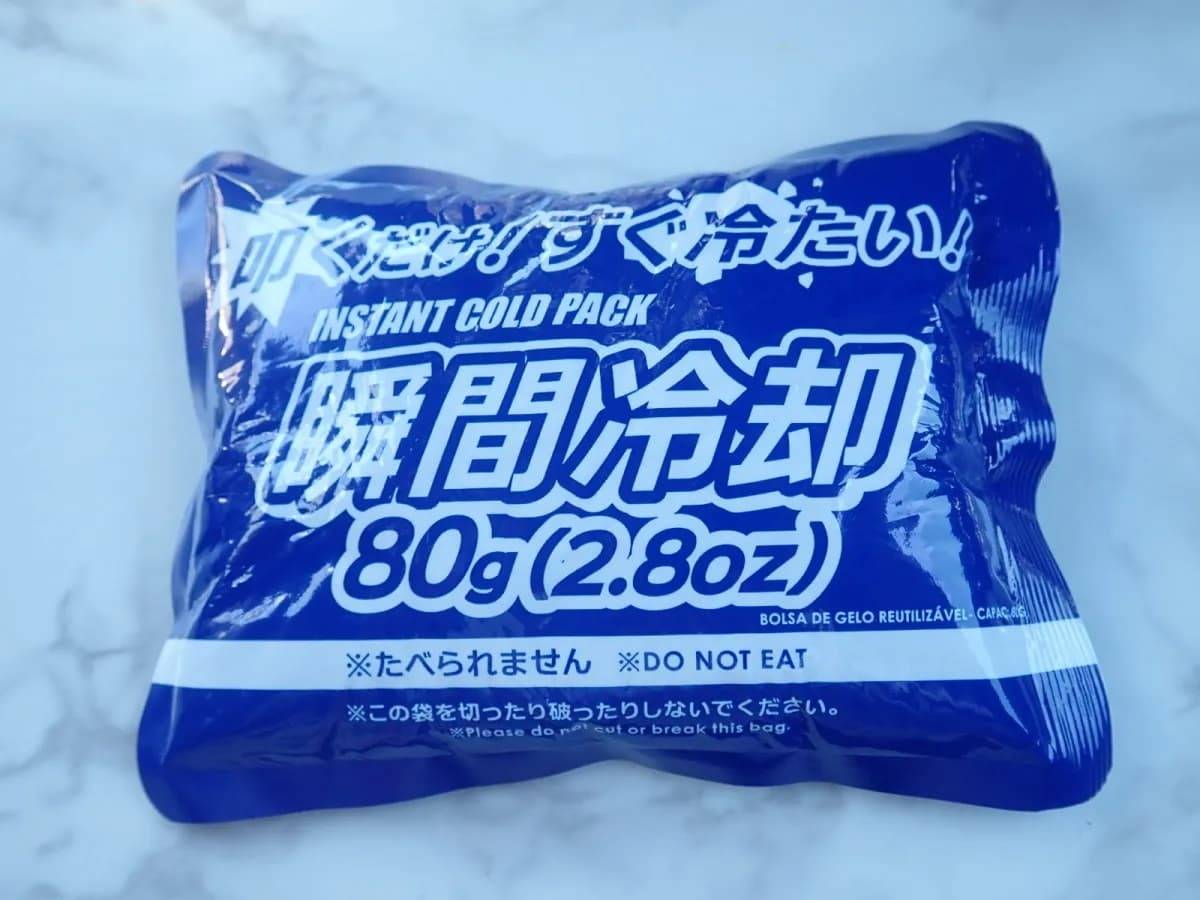 叩くだけ!すぐ冷たい!
INSTANT COLD PACK
瞬間冷却
80g(2.8oz)
BOLSA DE GELO REUTILIZÁVEL- CAPAC.
※たべられません ※DO NOT EAT
※この袋を切ったり破ったりしないでください。
※Please do not cut or break this bag.